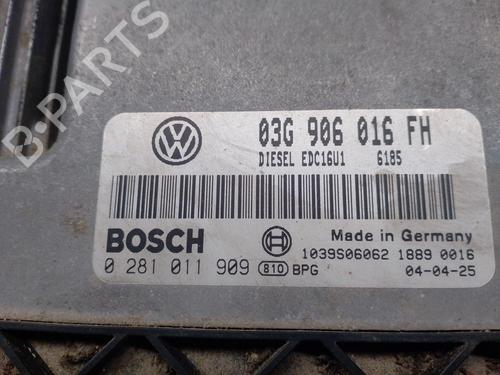 B-PARTS
VW
03G 906 016 FH
DIESEL EDC16U1 6185
BOSCH
Made in Germany
0 281 011 909 810 BPG
1039S06062 1889 0016
04-04-25